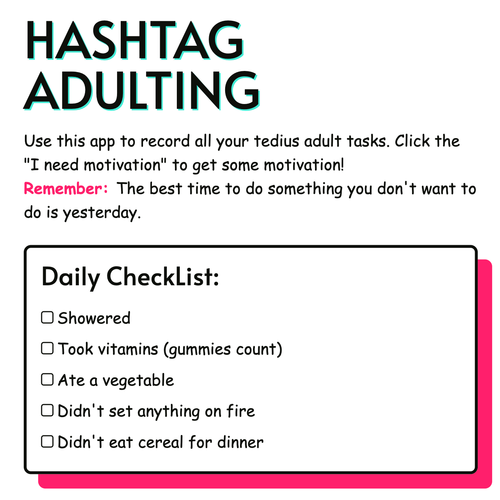 HASHTAG
ADULTING
Use this app to record all your tedius adult tasks. Click the
"I need motivation" to get some motivation!
Remember: The best time to do something you don't want to
do is yesterday.
Daily CheckList:
Showered
Took vitamins (gummies count)
Ate a vegetable
Didn't set anything on fire
Didn't eat cereal for dinner